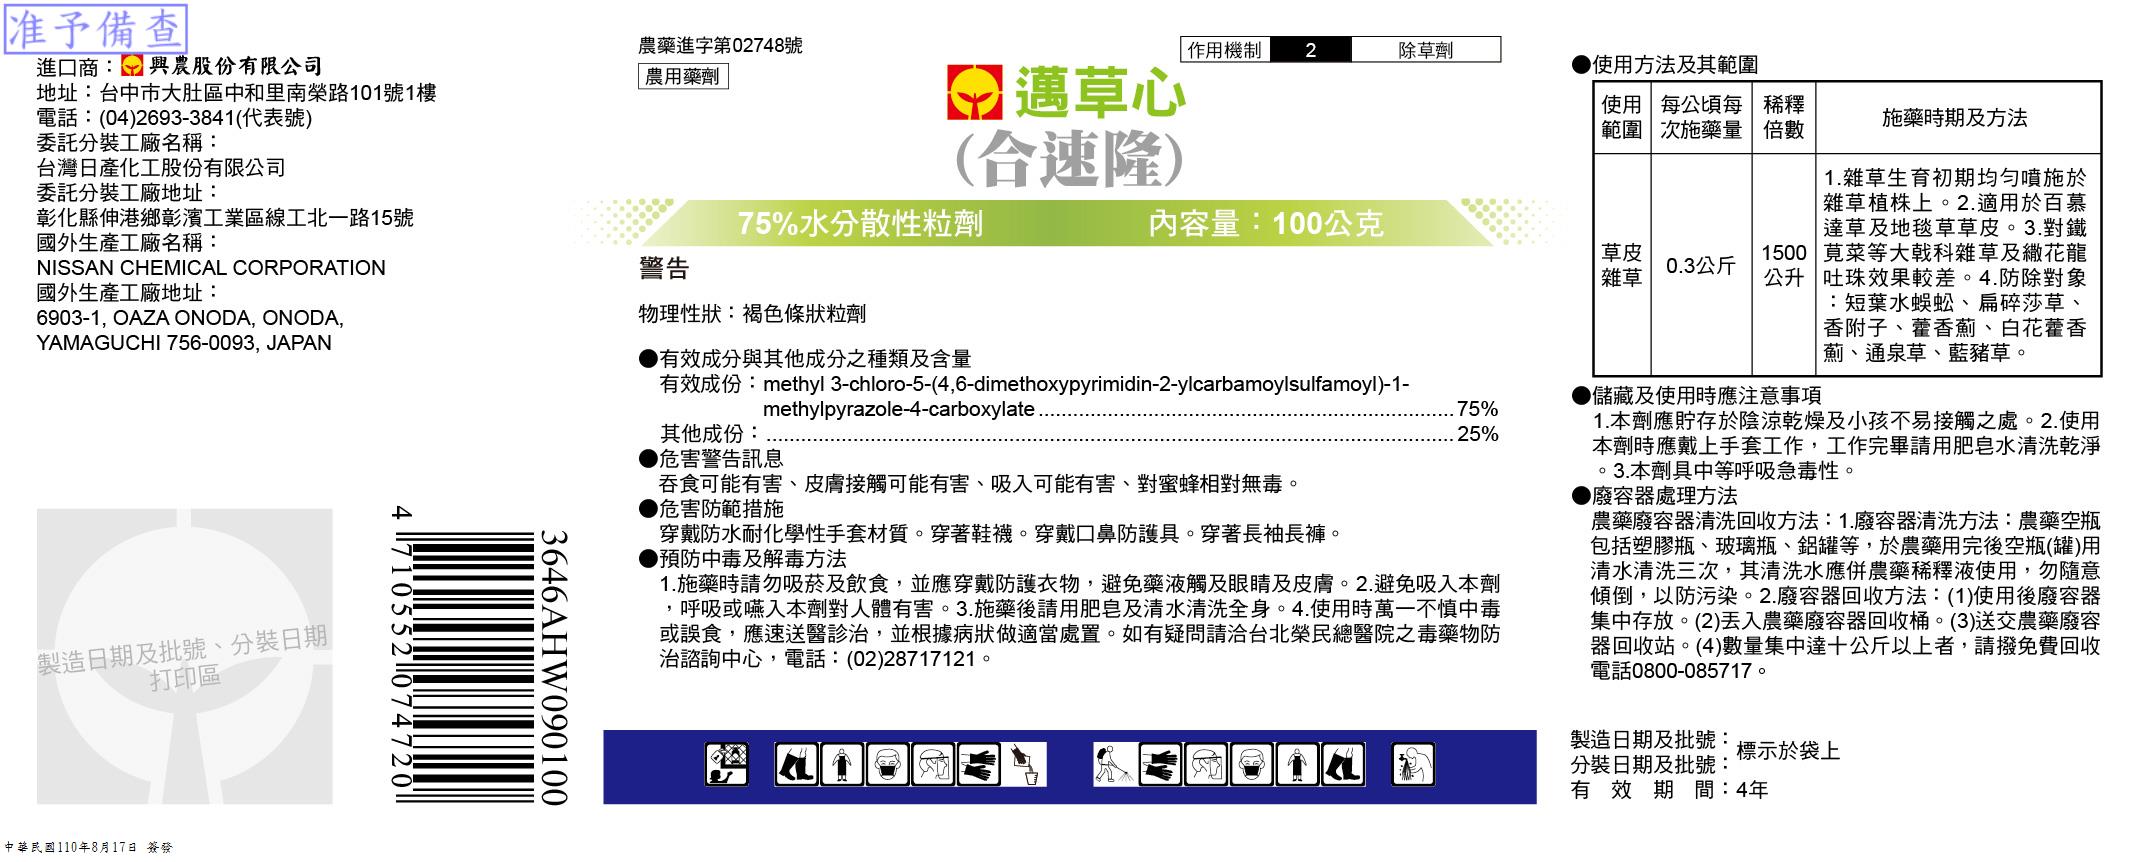 准予備查
進口商：興農股份有限公司
地址：台中市大肚區中和里南榮路101號1樓
電話：(04)2693-3841(代表號)
委託分裝工廠名稱：
台灣日產化工股份有限公司
委託分裝工廠地址：
彰化縣伸港鄉彰濱工業區線工北一路15號
國外生產工廠名稱：
NISSAN CHEMICAL CORPORATION
國外生產工廠地址：
6903-1, OAZA ONODA, ONODA,
YAMAGUCHI 756-0093, JAPAN
製造日期及批號、分裝日期
打印區
4 710552 074720
3646AHW090100
農藥進字第02748號
農用藥劑
作用機制 2 除草劑
邁草心
(合速隆)
75%水分散性粒劑 內容量：100公克
警告
物理性狀：褐色條狀粒劑
●有效成分與其他成分之種類及含量
有效成份：methyl 3-chloro-5-(4,6-dimethoxypyrimidin-2-ylcarbamoylsulfamoyl)-1-
methylpyrazole-4-carboxylate 75%
其他成份： 25%
●危害警告訊息
吞食可能有害、皮膚接觸可能有害、吸入可能有害、對蜜蜂相對無毒。
●危害防範措施
穿戴防水耐化學性手套材質。穿著鞋襪。穿戴口鼻防護具。穿著長袖長褲。
●預防中毒及解毒方法
1.施藥時請勿吸菸及飲食，並應穿戴防護衣物，避免藥液觸及眼睛及皮膚。2.避免吸入本劑
，呼吸或嚥入本劑對人體有害。3.施藥後請用肥皂及清水清洗全身。4.使用時萬一不慎中毒
或誤食，應速送醫診治，並根據病狀做適當處置。如有疑問請洽台北榮民總醫院之毒藥物防
治諮詢中心，電話：(02)28717121。
●使用方法及其範圍
使用範圍 每公頃每次施藥量 稀釋倍數 施藥時期及方法
草皮雜草 0.3公斤 1500公升
1.雜草生育初期均勻噴施於
雜草植株上。2.適用於百慕
達草及地毯草草皮。3.對鐵
莧菜等大戟科雜草及繖花龍
吐珠效果較差。4.防除對象
：短葉水蜈蚣、扁碎莎草、
香附子、藿香薊、白花藿香
薊、通泉草、藍豬草。
●儲藏及使用時應注意事項
1.本劑應貯存於陰涼乾燥及小孩不易接觸之處。2.使用
本劑時應戴上手套工作，工作完畢請用肥皂水清洗乾淨
。3.本劑具中等呼吸急毒性。
●廢容器處理方法
農藥廢容器清洗回收方法：1.廢容器清洗方法：農藥空瓶
包括塑膠瓶、玻璃瓶、鋁罐等，於農藥用完後空瓶(罐)用
清水清洗三次，其清洗水應併農藥稀釋液使用，勿隨意
傾倒，以防污染。2.廢容器回收方法：(1)使用後廢容器
集中存放。(2)丟入農藥廢容器回收桶。(3)送交農藥廢容
器回收站。(4)數量集中達十公斤以上者，請撥免費回收
電話0800-085717。
製造日期及批號：
分裝日期及批號：
標示於袋上
有效期間：4年
中華民國110年8月17日 簽發